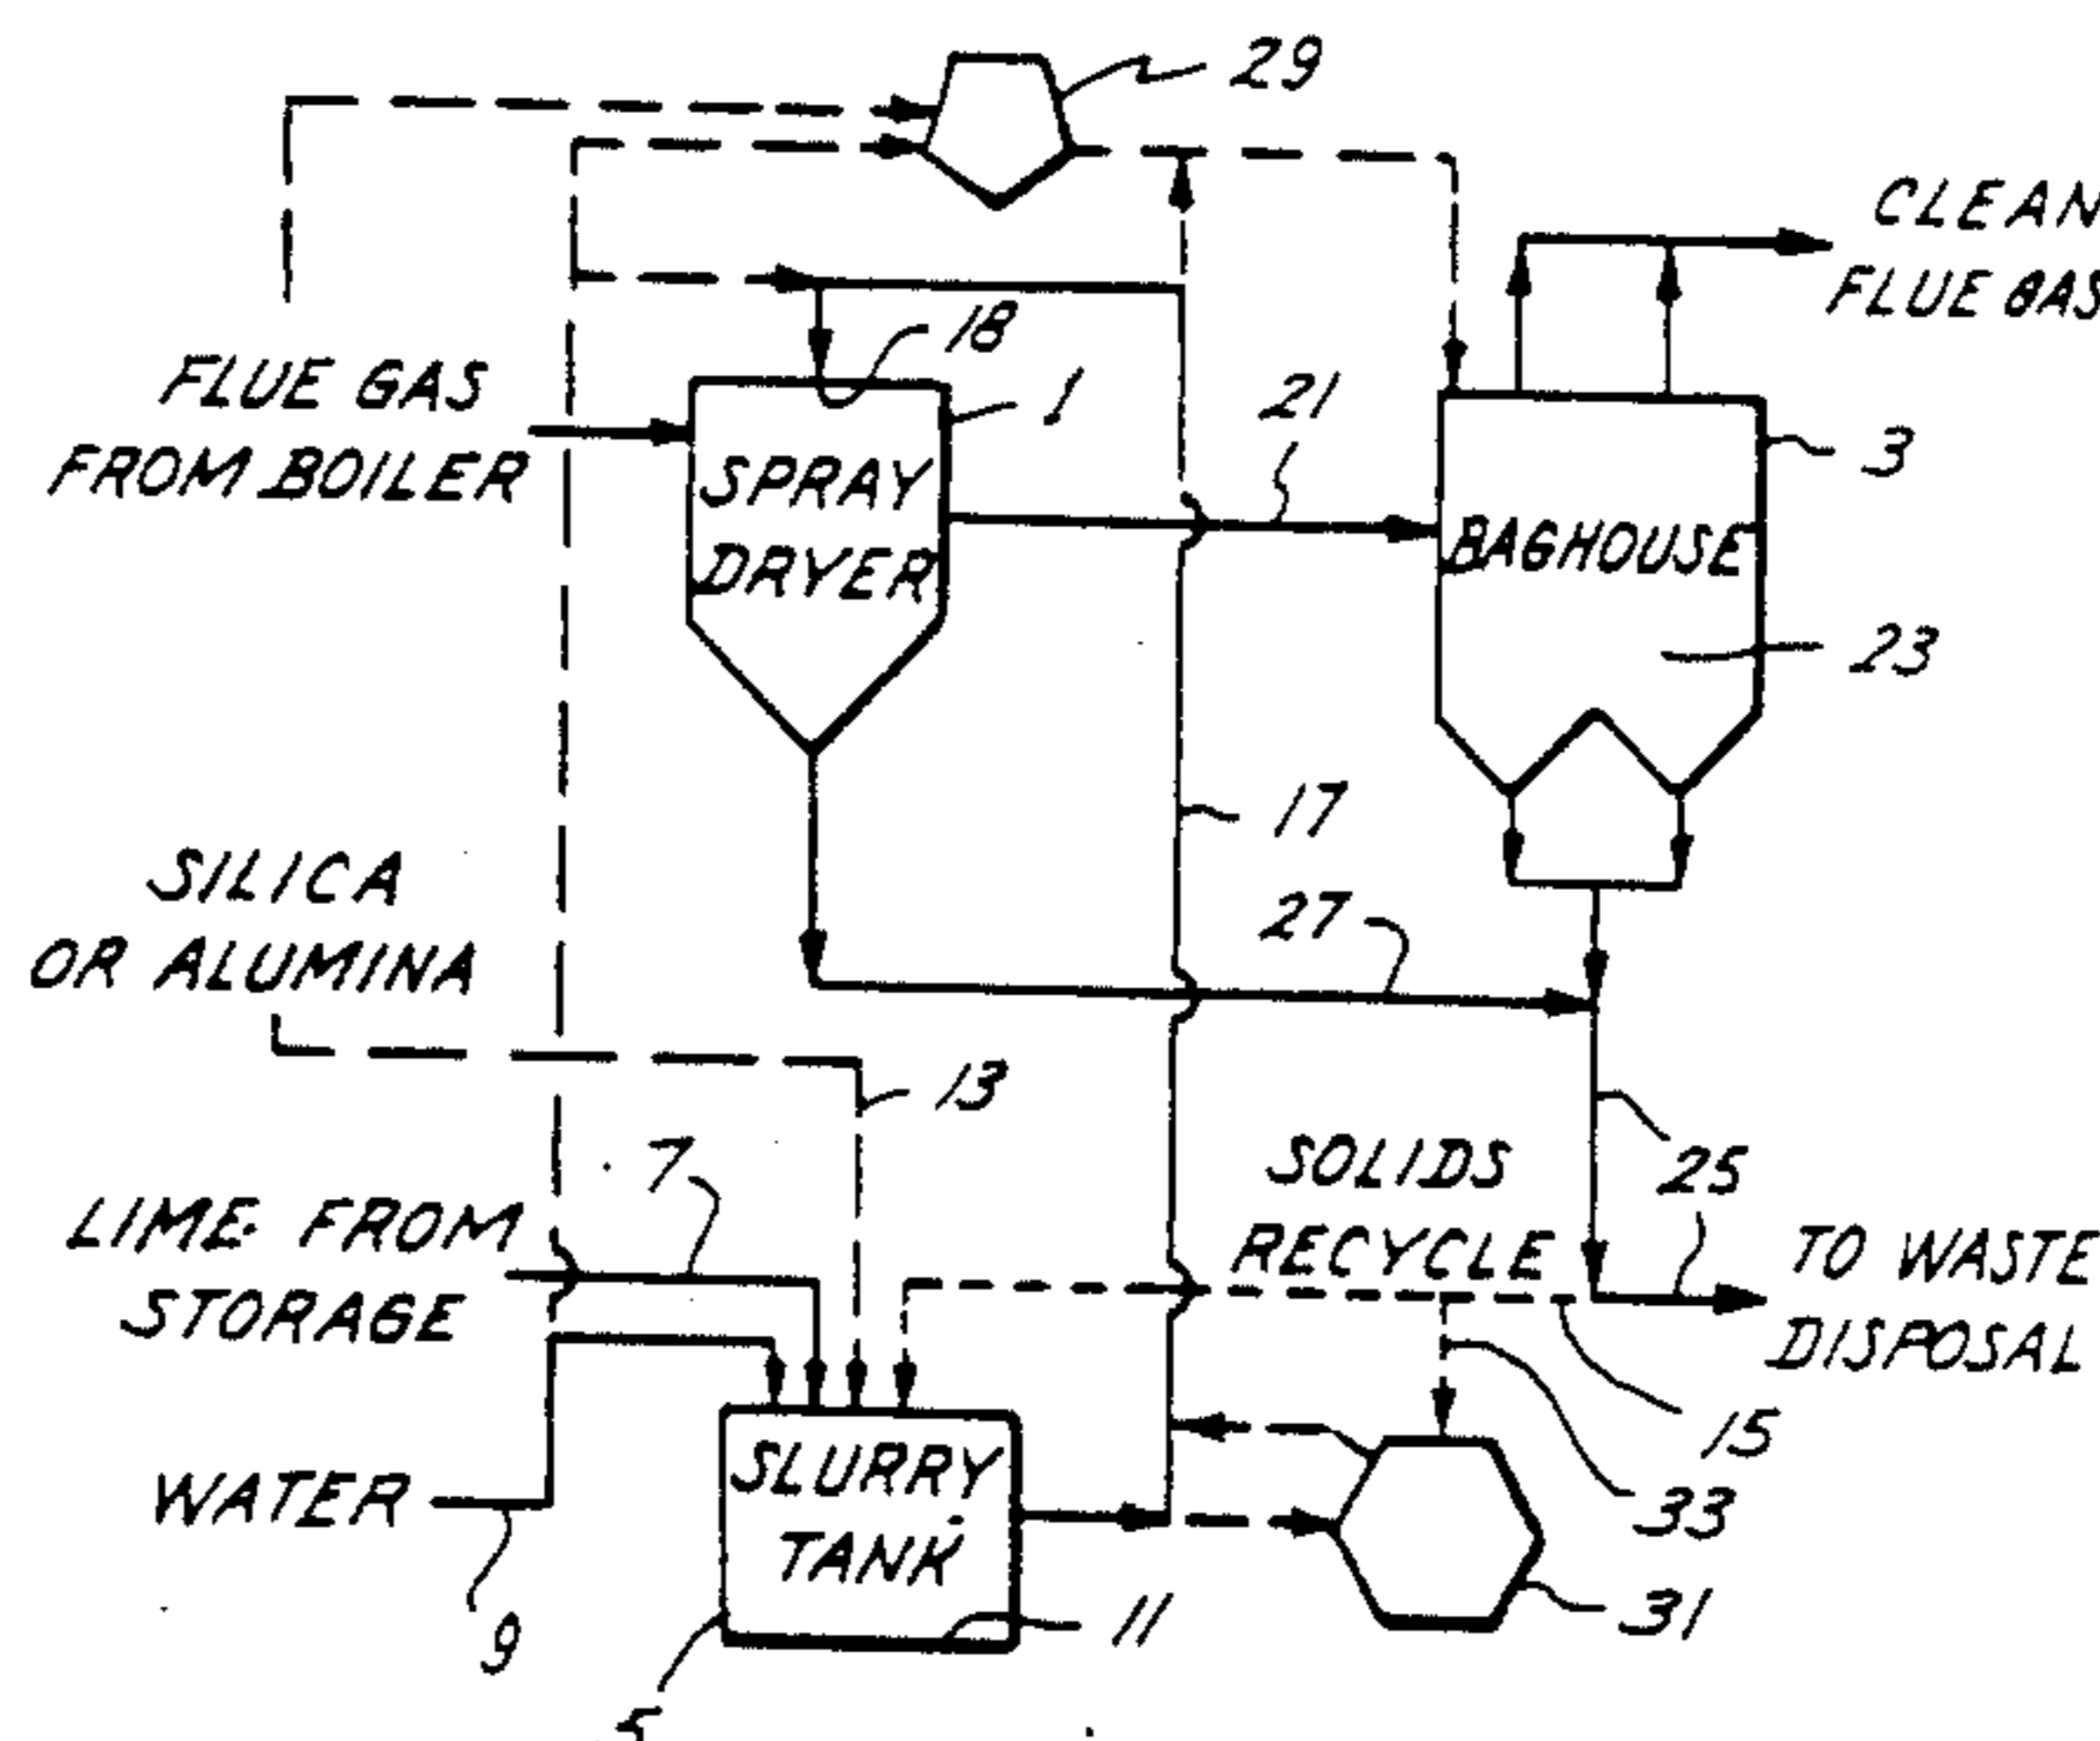 29
CLEAN
FLUE GAS
18
FLUE GAS
FROM BOILER
1
21
3
SPRAY
DRYER
BAGHOUSE
23
17
SILICA
OR ALUMINA
27
13
7
SOLIDS
RECYCLE
25
LIME FROM
STORAGE
TO WASTE
DISPOSAL
15
WATER
SLURRY
TANK
33
9
11
31
5